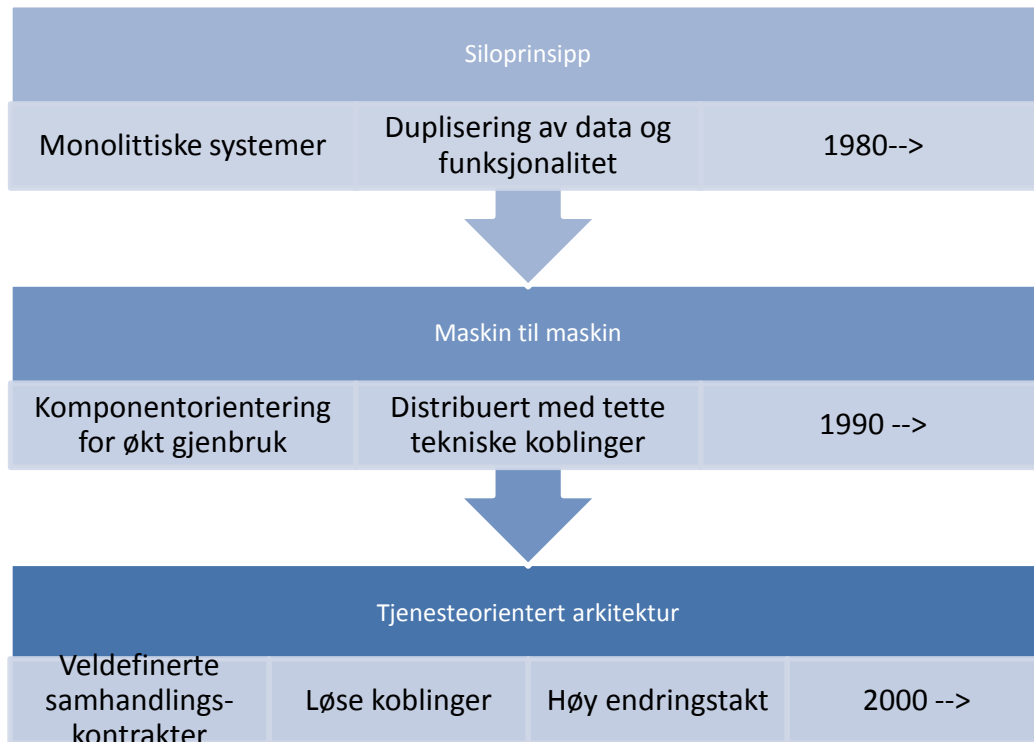 Siloprinsipp
Monolittiske systemer
Duplisering av data og
funksjonalitet
1980-->
Maskin til maskin
Komponentorientering
for økt gjenbruk
Distribuert med tette
tekniske koblinger
1990 -->
Tjenesteorientert arkitektur
Veldefinerte
samhandlings-
kontrakter
Løse koblinger
Høy endringstakt
2000 -->